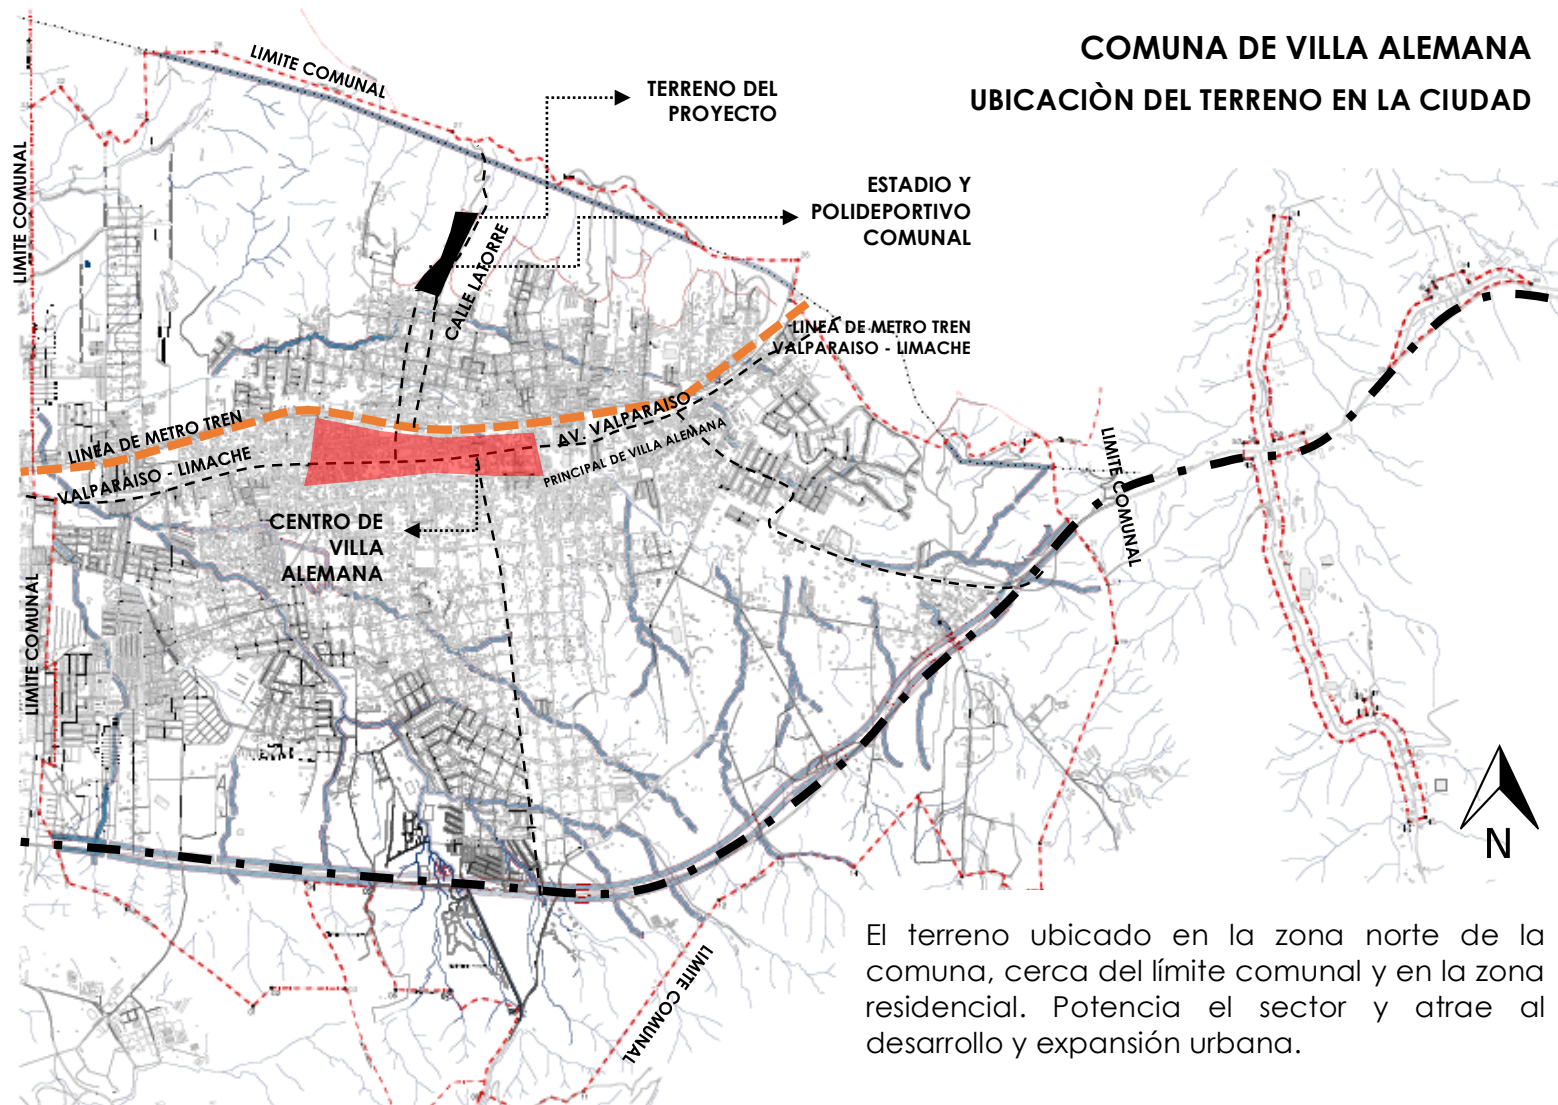 COMUNA DE VILLA ALEMANA
UBICACIÒN DEL TERRENO EN LA CIUDAD
LIMITE COMUNAL
TERRENO DEL
PROYECTO
LIMITE COMUNAL
ESTADIO Y
POLIDEPORTIVO
COMUNAL
CALLE LATORRE
LINEA DE METRO TREN
VALPARAISO - LIMACHE
LINEA DE METRO TREN
VALPARAISO - LIMACHE
AV. VALPARAISO
PRINCIPAL DE VILLA ALEMANA
LIMITE COMUNAL
CENTRO DE
VILLA
ALEMANA
LIMITE COMUNAL
LIMITE COMUNAL
N
El terreno ubicado en la zona norte de la
comuna, cerca del límite comunal y en la zona
residencial. Potencia el sector y atrae al
desarrollo y expansión urbana.